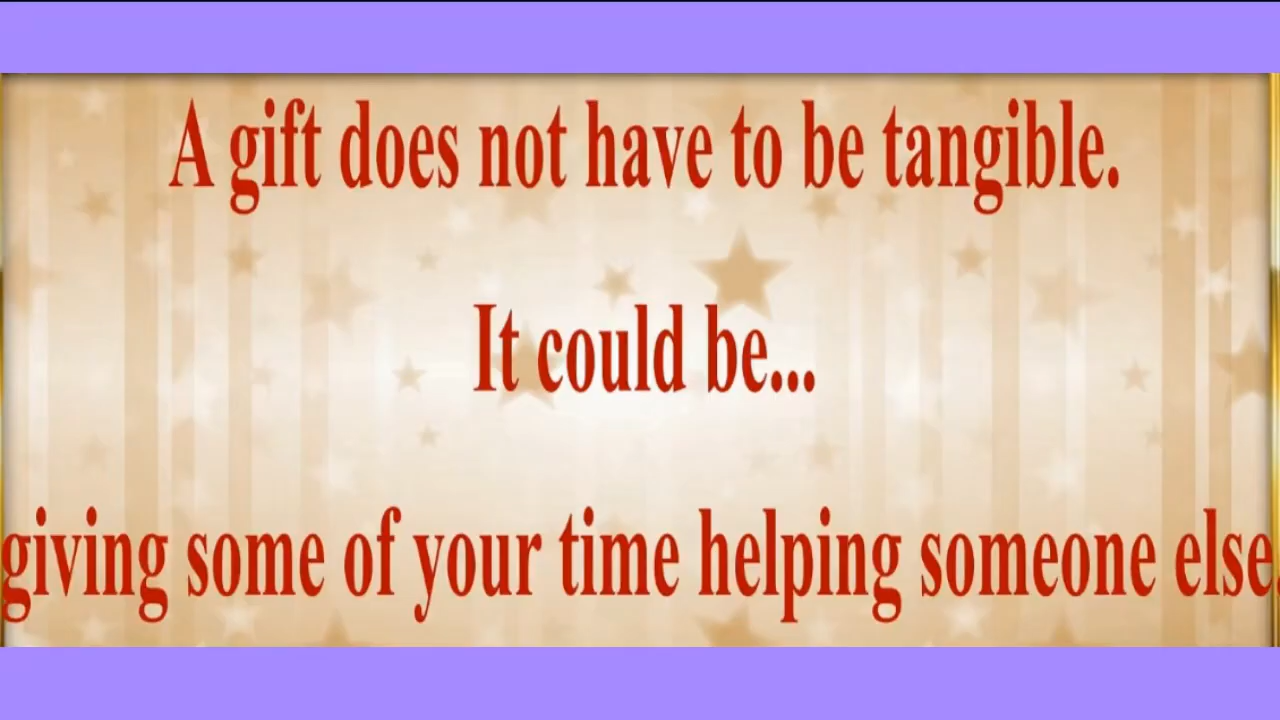 A gift does not have to be tangible.
It could be...
giving some of your time helping someone else.